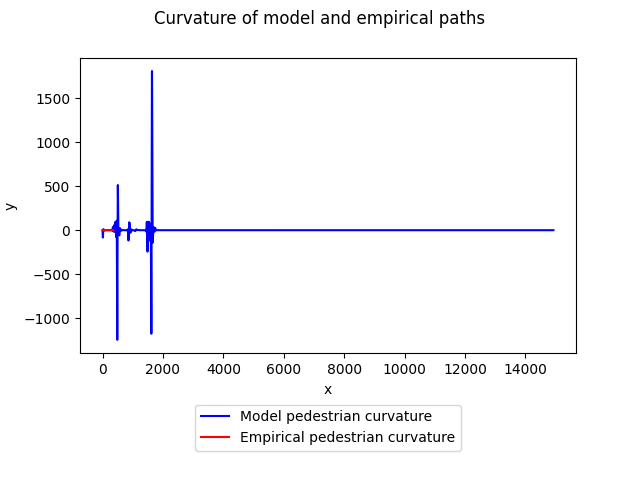 Curvature of model and empirical paths
1500
1000
500
0
−500
−1000
y
0 2000 4000 6000 8000 10000 12000 14000
x
Model pedestrian curvature
Empirical pedestrian curvature